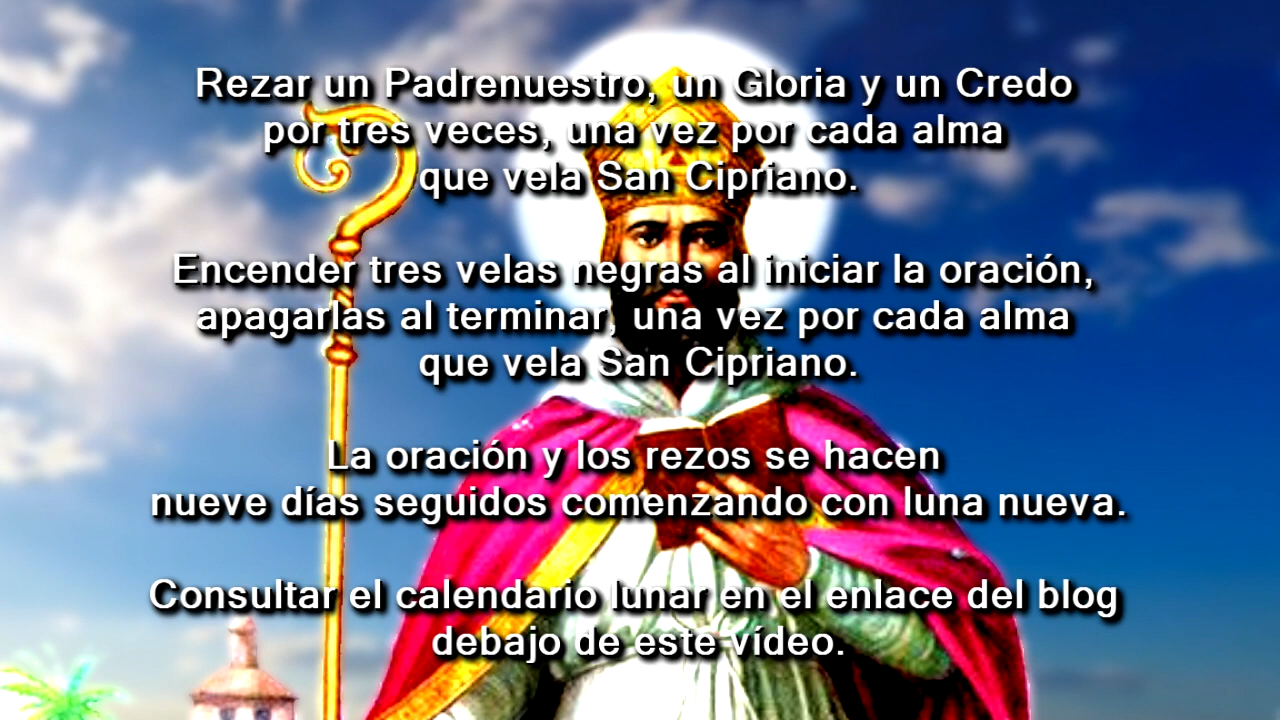 Rezar un Padrenuestro, un Gloria y un Credo
por tres veces, una vez por cada alma
que vela San Cipriano.
Encender tres velas negras al iniciar la oración,
apagarlas al terminar, una vez por cada alma
que vela San Cipriano.
La oración y los rezos se hacen
nueve días seguidos comenzando con luna nueva.
Consultar el calendario lunar en el enlace del blog
debajo de este vídeo.